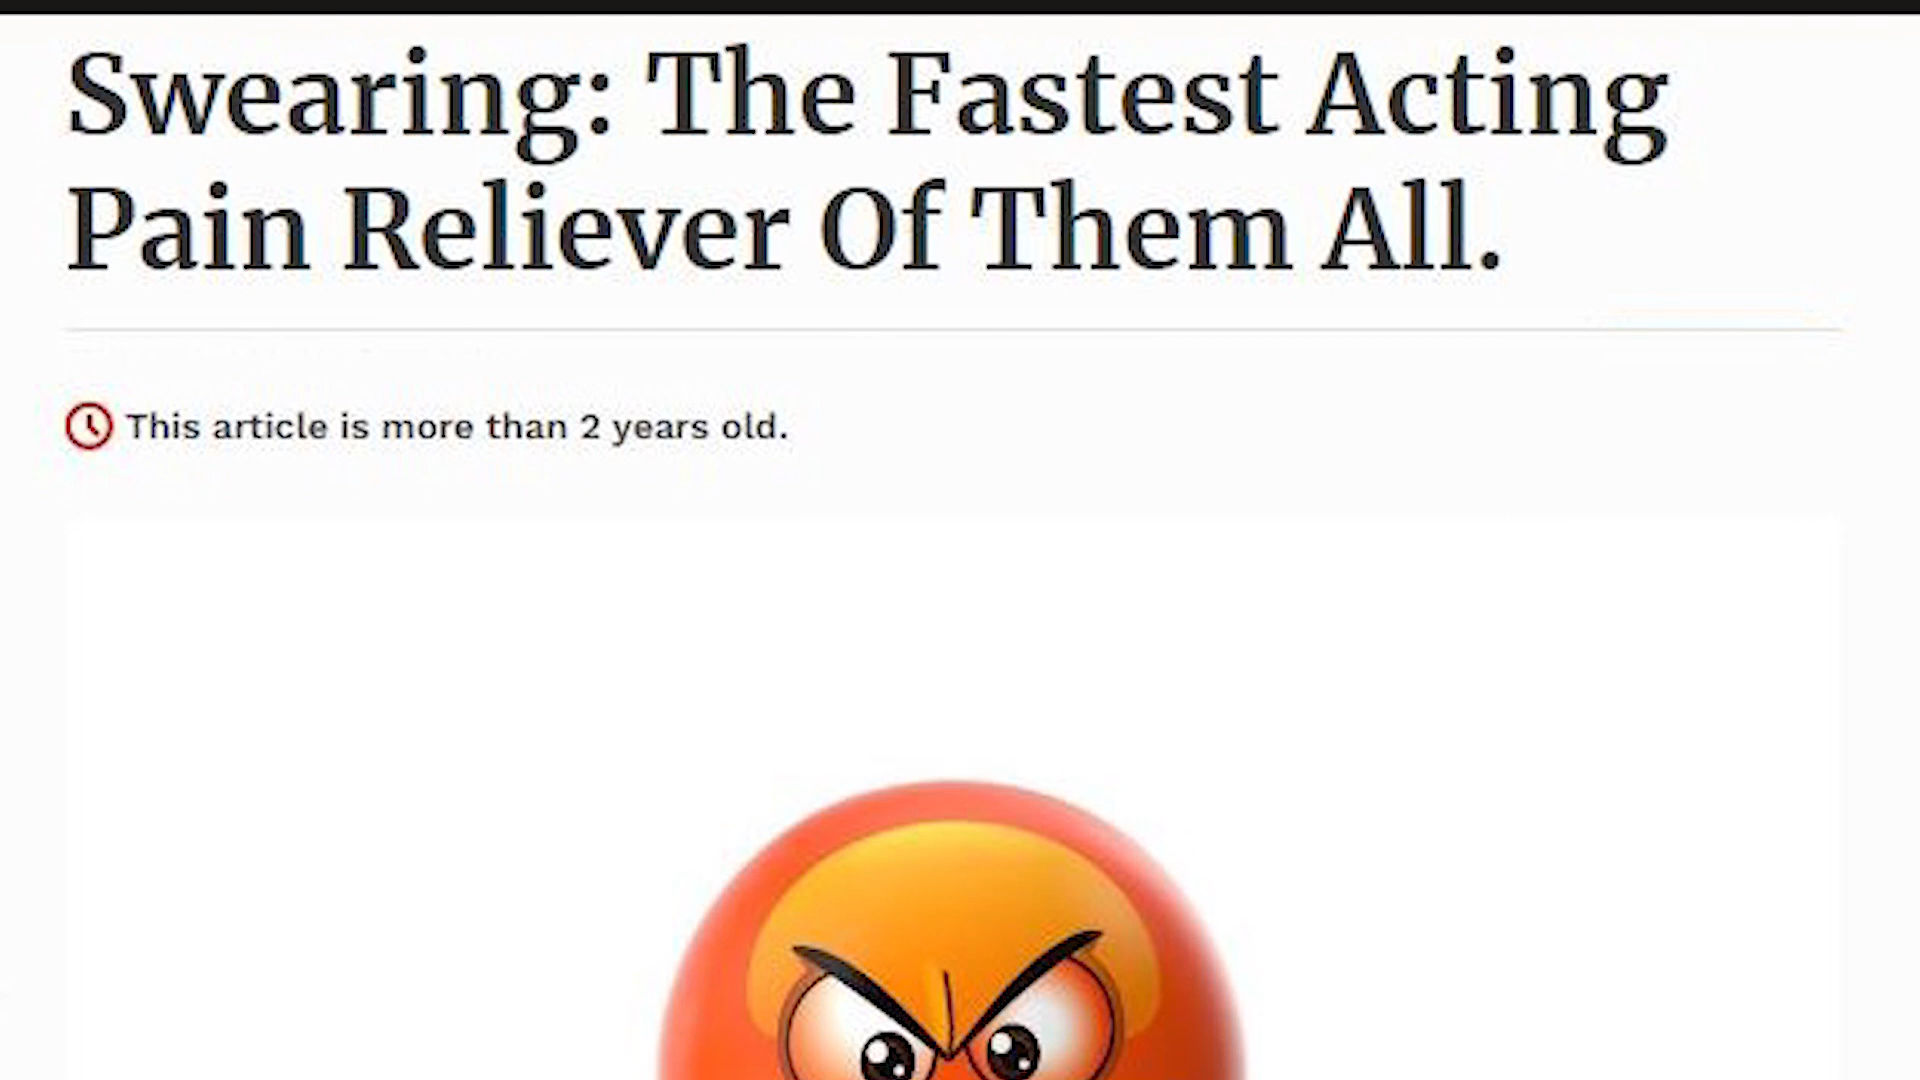 Swearing: The Fastest Acting
Pain Reliever Of Them All.
This article is more than 2 years old.